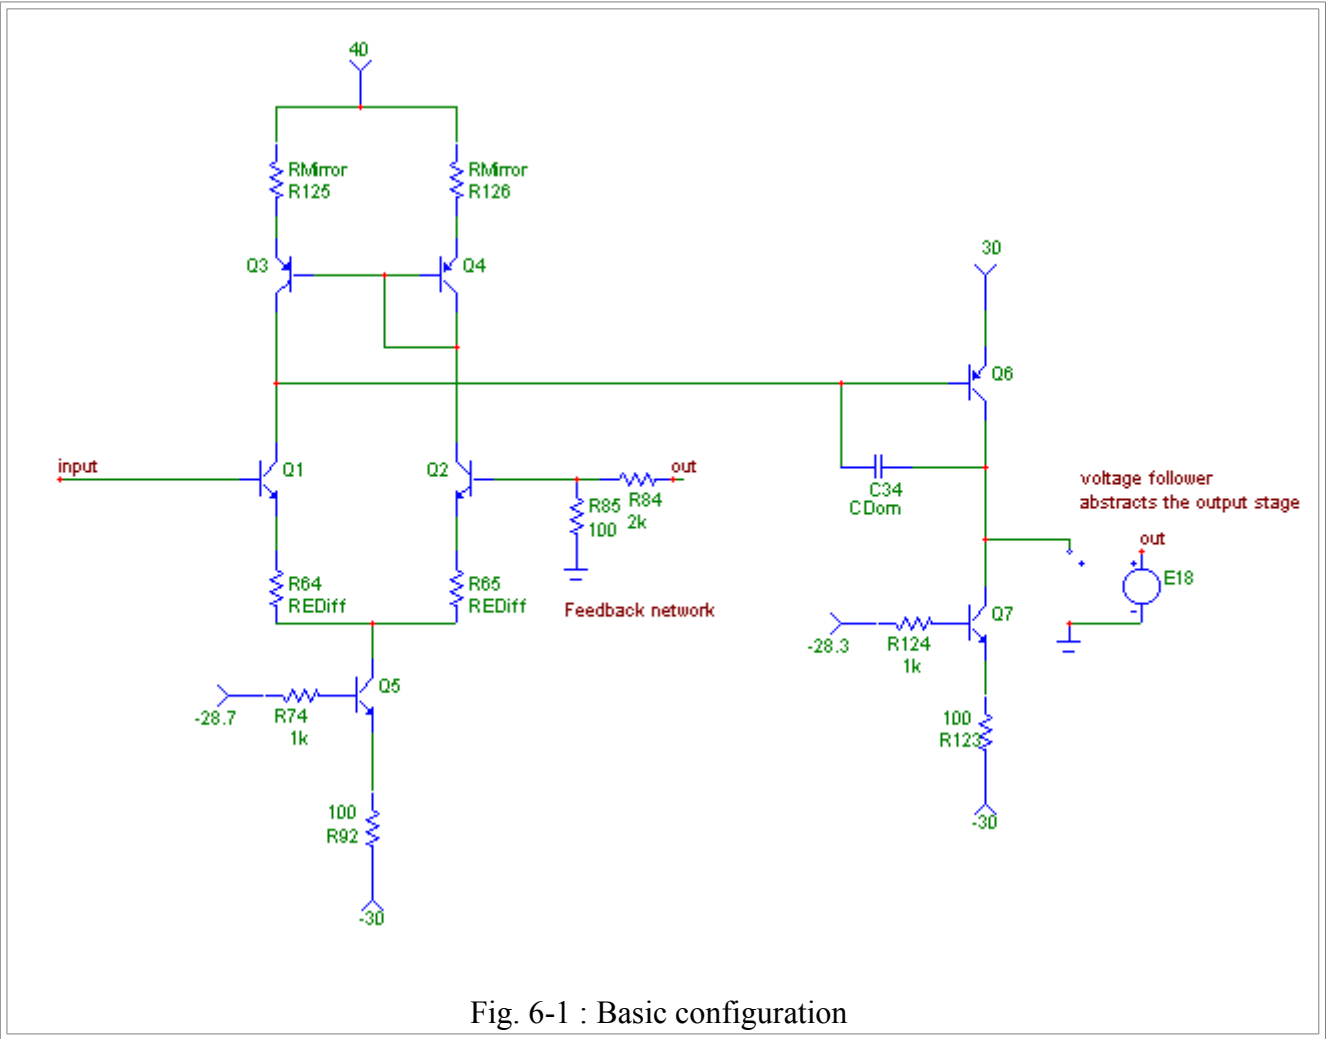 40
RMirror
R125
RMirror
R126
Q3
Q4
30
Q6
input
Q1
Q2
out
R85
100
R84
2k
C34
CDom
voltage follower
abstracts the output stage
out
E18
R64
REDiff
R65
REDiff
Feedback network
Q7
-28.3
R124
1k
Q5
-28.7
R74
1k
100
R123
100
R92
-30
-30
Fig. 6-1 : Basic configuration